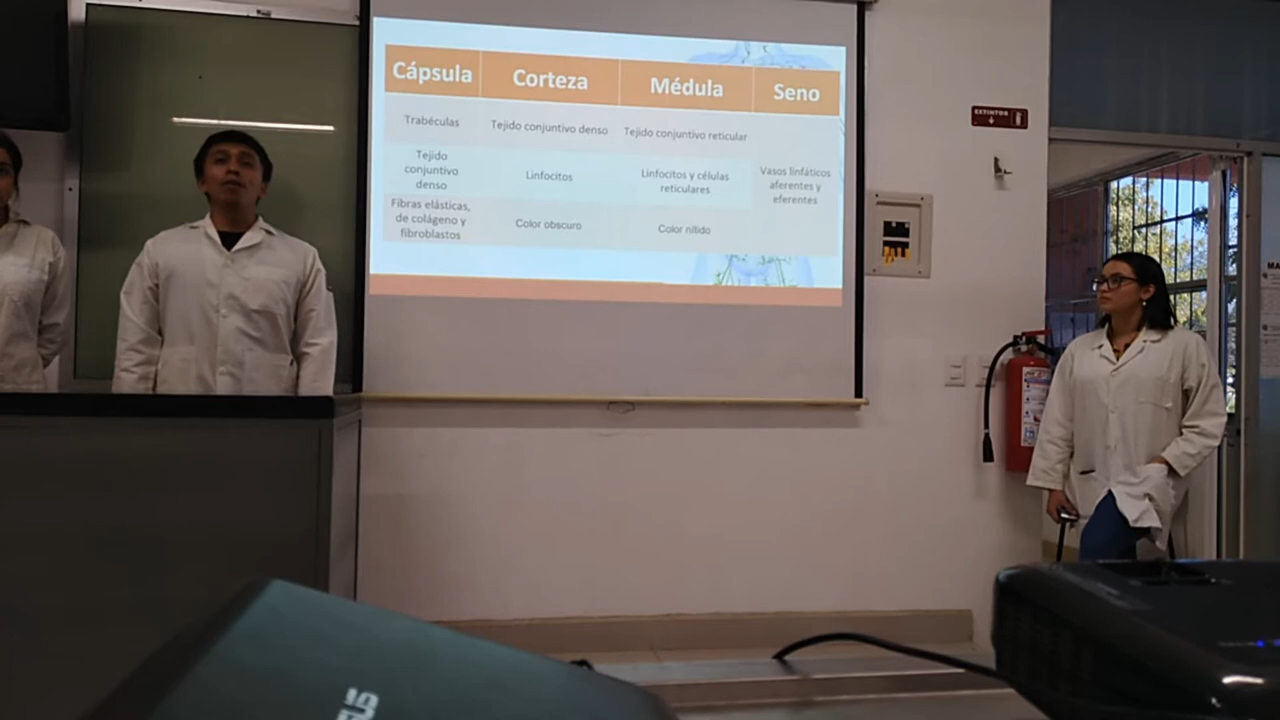 Cápsula
Corteza
Médula
Seno
Trabéculas
Tejido conjuntivo denso
Tejido conjuntivo reticular
Tejido
conjuntivo
denso
Linfocitos
Linfocitos y células
reticulares
Vasos linfáticos
aferentes y
eferentes
Fibras elásticas,
de colágeno y
fibroblastos
Color obscuro
Color nítido
EXTINTOR
MA